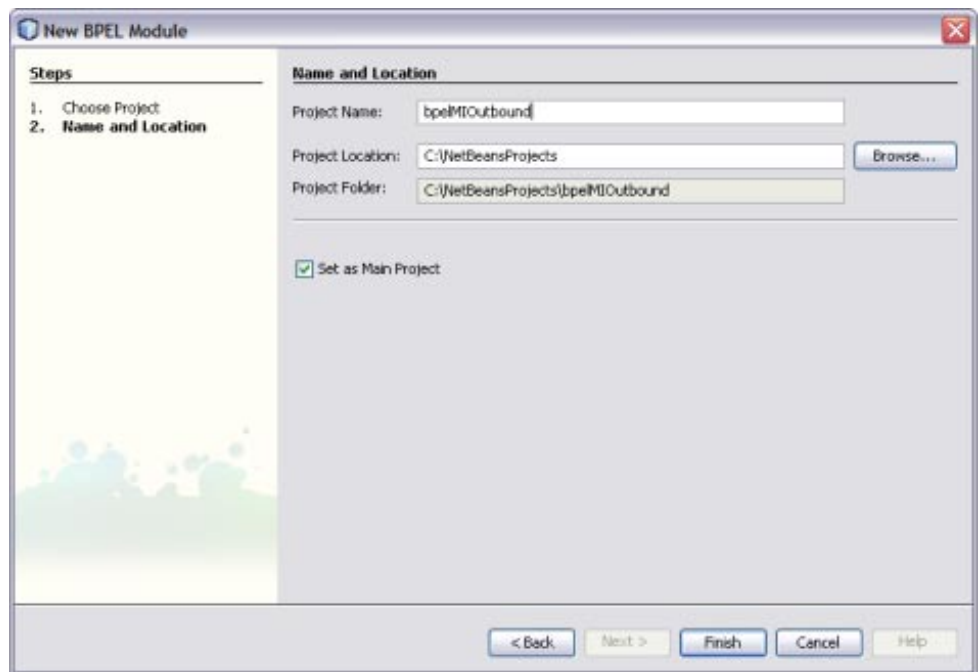 New BPEL Module
Steps
1. Choose Project
2. Name and Location
Name and Location
Project Name: bpelMIOutbound
Project Location: C:\NetBeansProjects Browse...
Project Folder: C:\NetBeansProjects\bpelMIOutbound
Set as Main Project
< Back Next > Finish Cancel Help